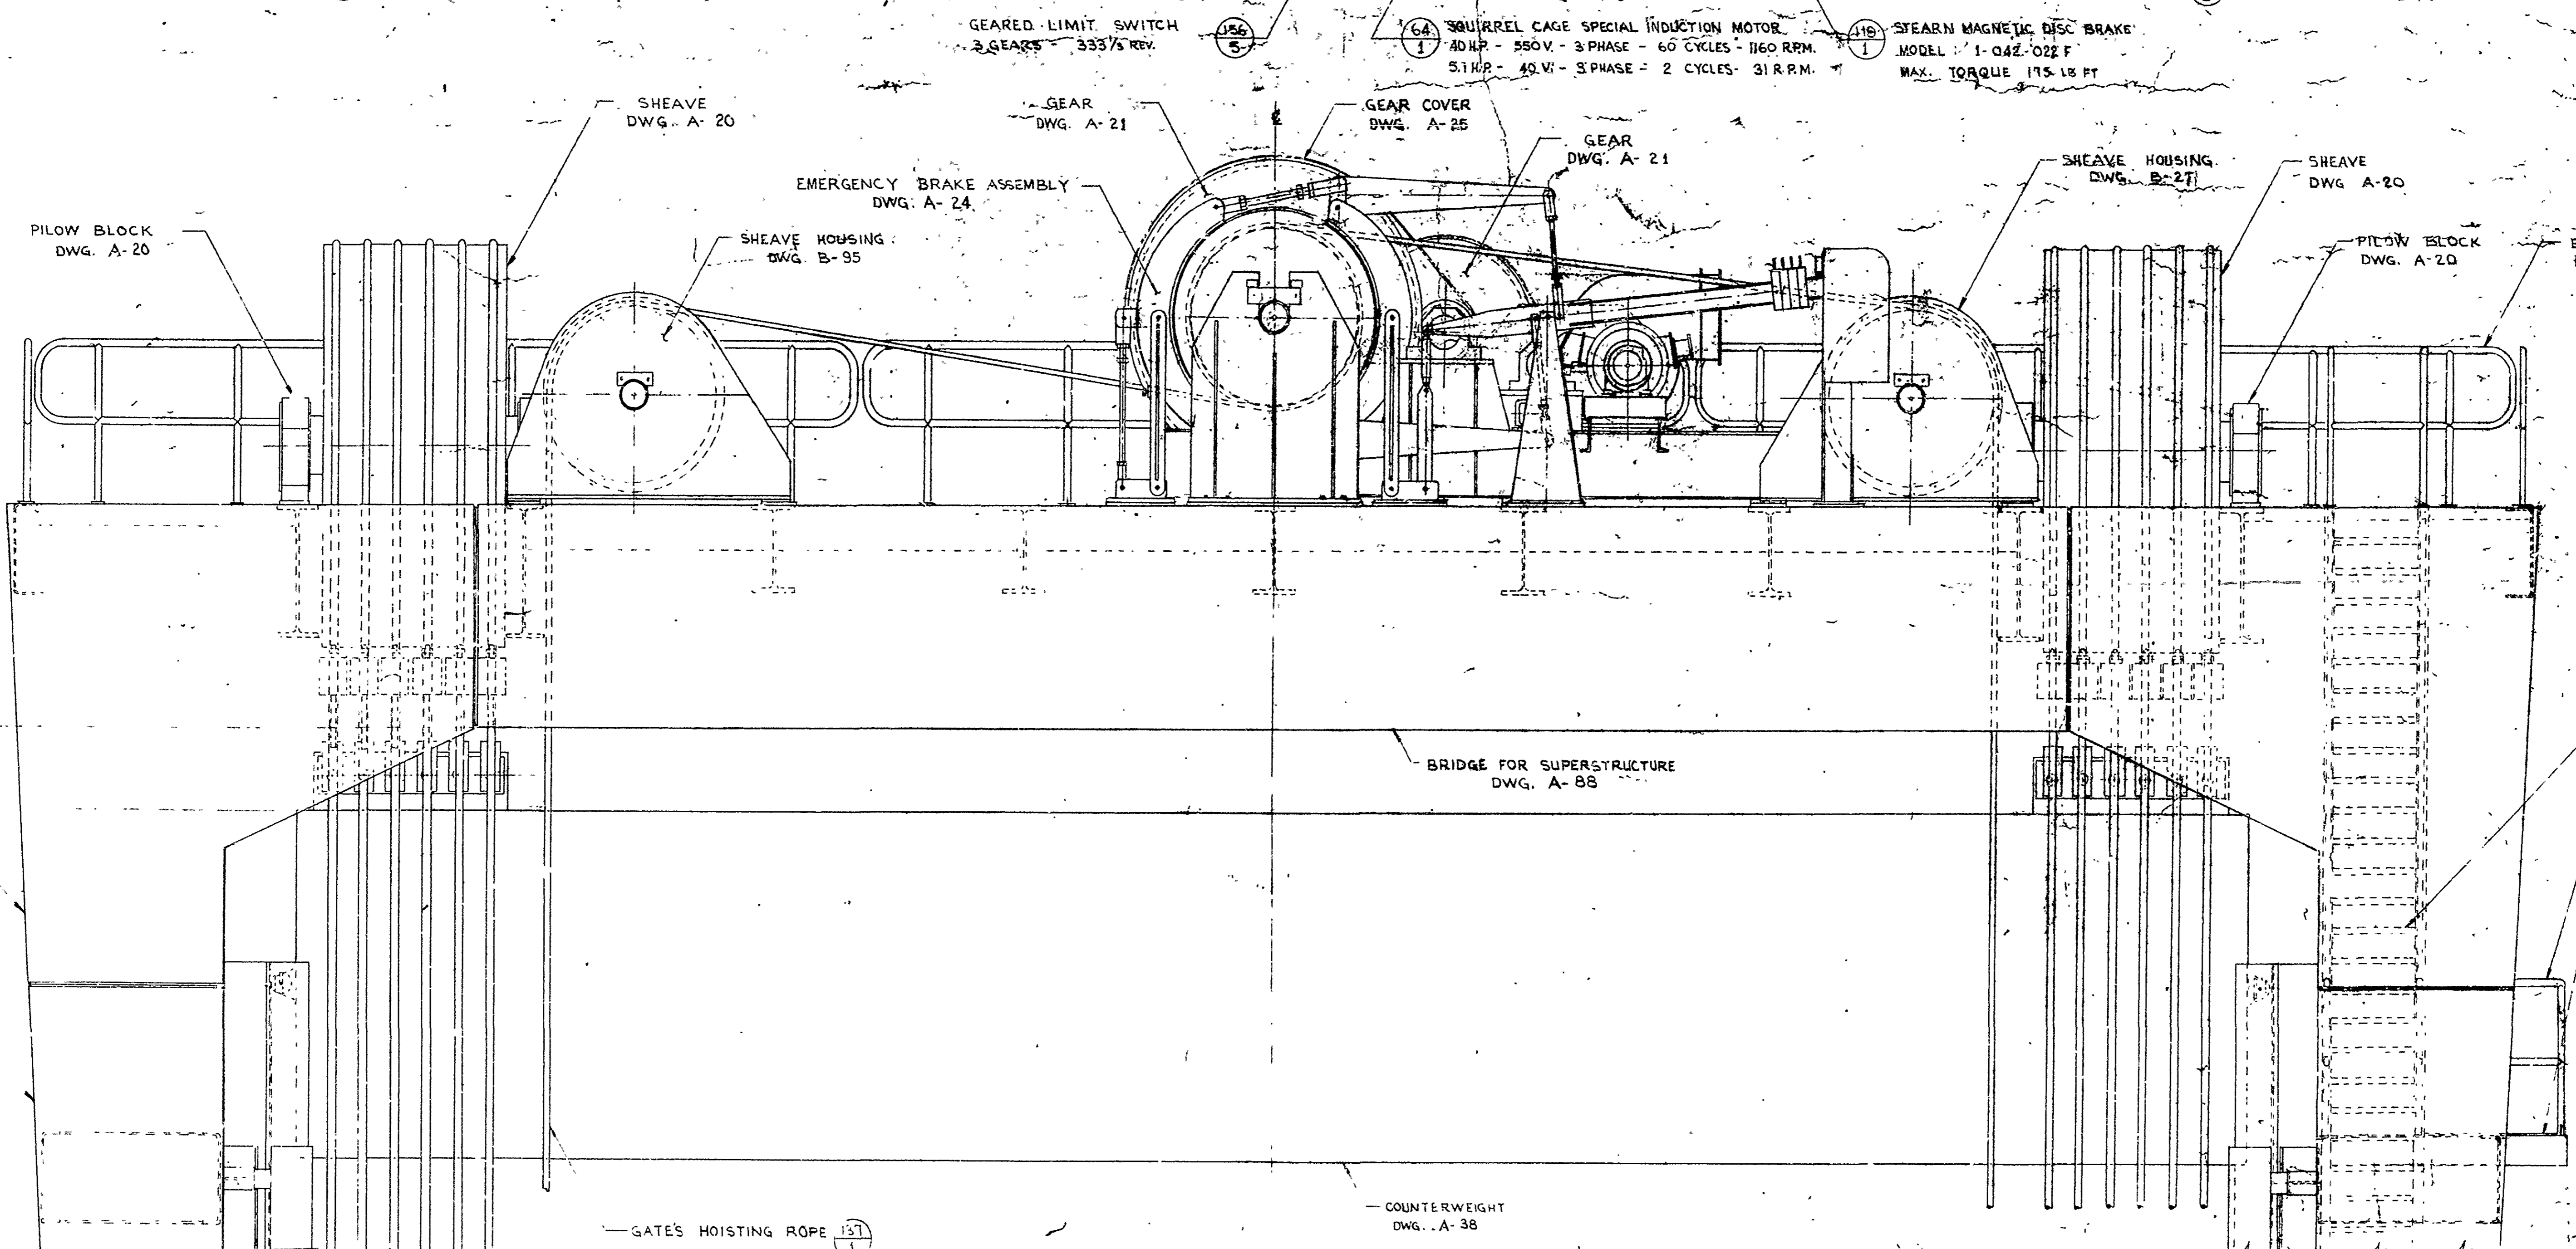 GEARED LIMIT SWITCH
3 GEARS - 333⅓ REV.
156
5
64
1
SQUIRREL CAGE SPECIAL INDUCTION MOTOR
40 H.P. - 550 V. - 3 PHASE - 60 CYCLES - 1160 R.P.M.
5.1 H.P. - 40 V. - 3 PHASE - 2 CYCLES - 31 R.P.M.
118
1
STEARN MAGNETIC DISC BRAKE
MODEL : 1-042-022 F
MAX. TORQUE 175 LB FT
SHEAVE
DWG. A-20
GEAR
DWG. A-21
GEAR COVER
DWG. A-25
GEAR
DWG. A-21
SHEAVE HOUSING
DWG. B-27
SHEAVE
DWG A-20
EMERGENCY BRAKE ASSEMBLY
DWG. A-24
PILOW BLOCK
DWG. A-20
SHEAVE HOUSING
DWG. B-95
PILOW BLOCK
DWG. A-20
BRIDGE FOR SUPERSTRUCTURE
DWG. A-88
COUNTERWEIGHT
DWG. A-38
GATE'S HOISTING ROPE
137
1